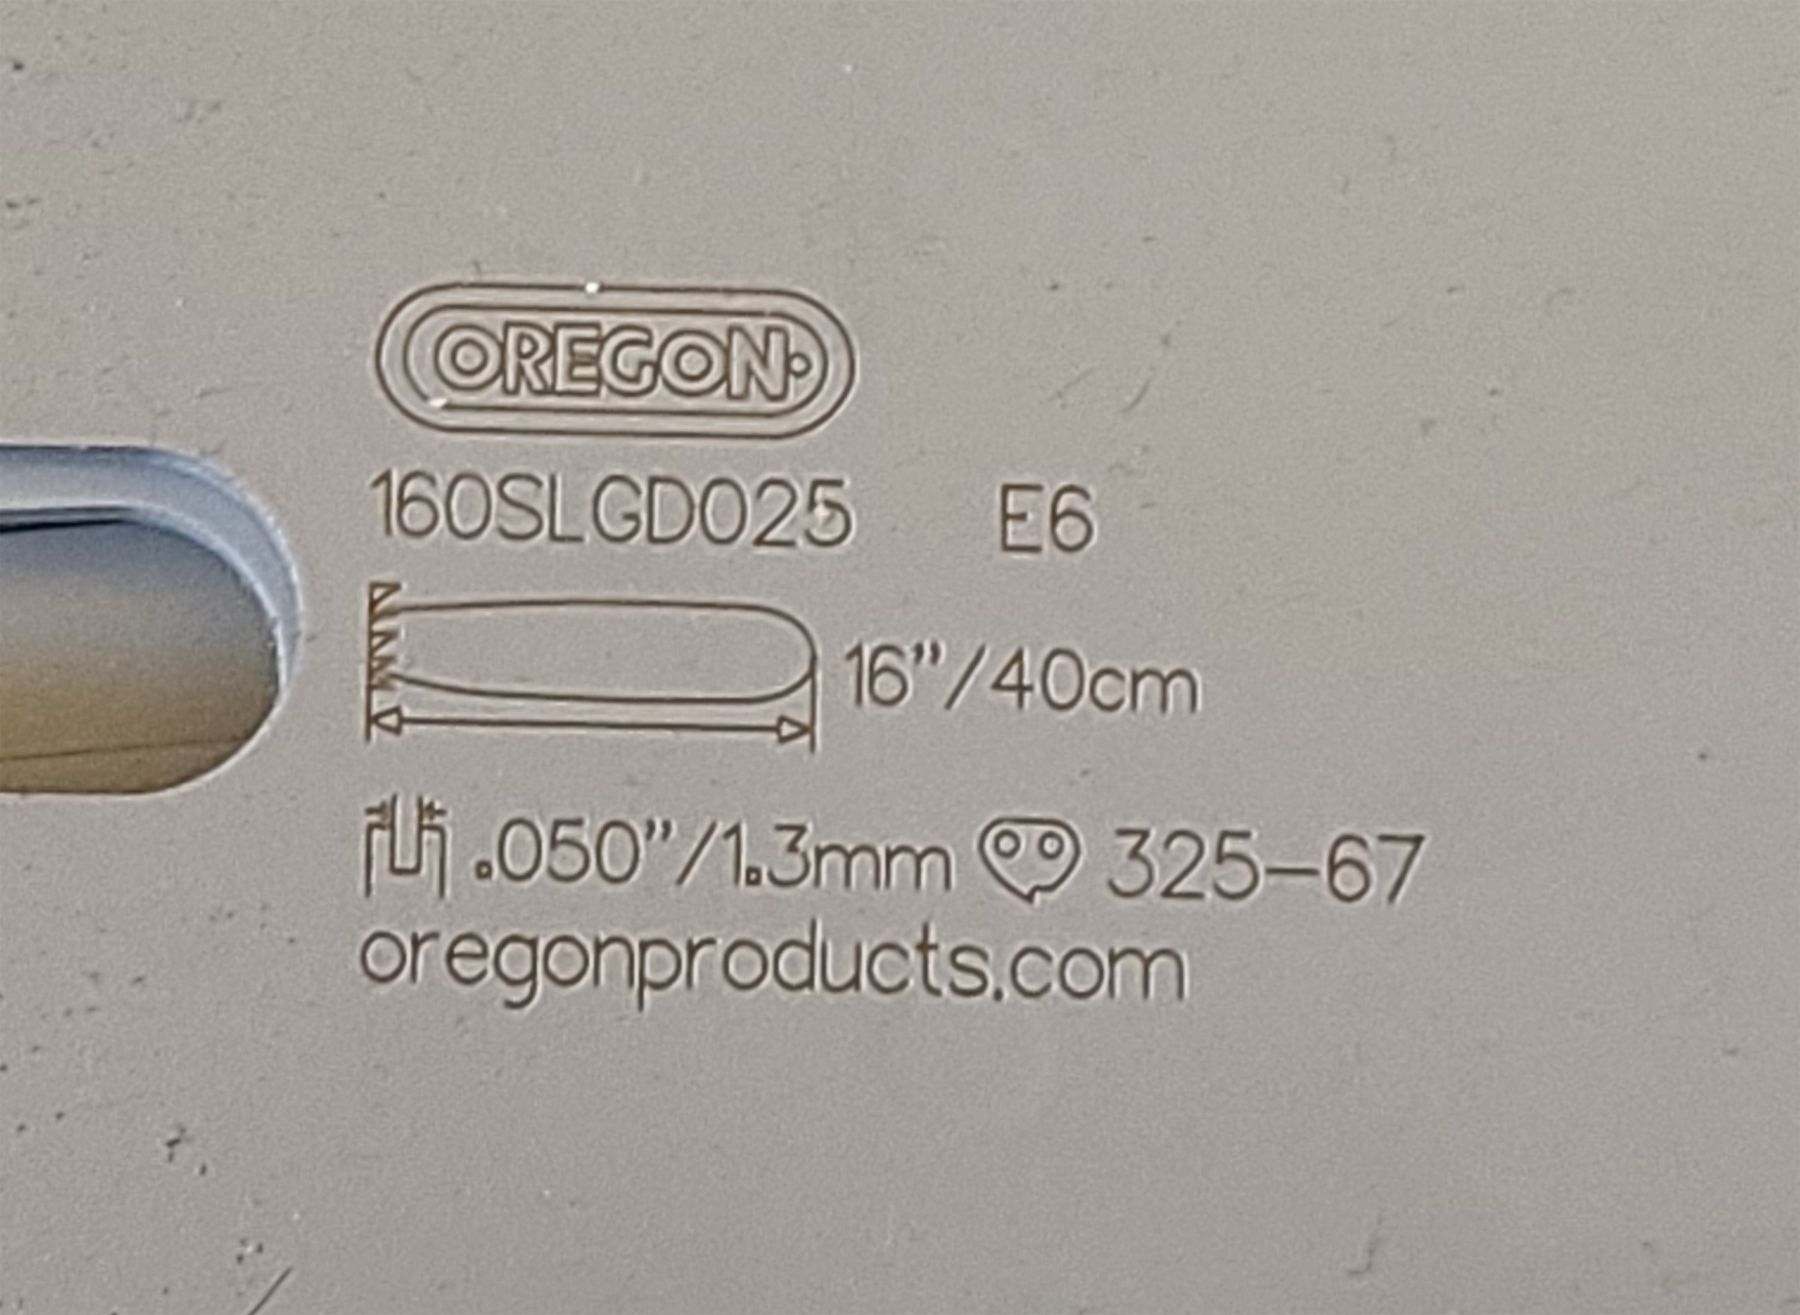 OREGON
160SLGD025 E6
16”/40cm
.050”/1.3mm 325-67
oregonproducts.com